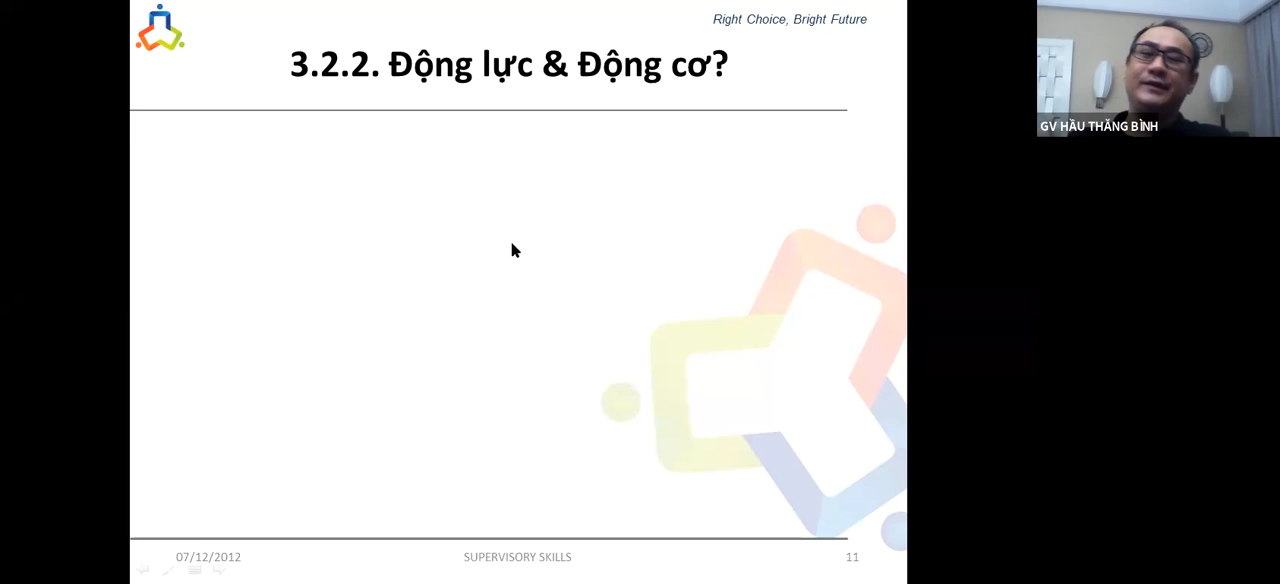 Right Choice, Bright Future
3.2.2. Động lực & Động cơ?
GV HẦU THĂNG BÌNH
07/12/2012
SUPERVISORY SKILLS
11